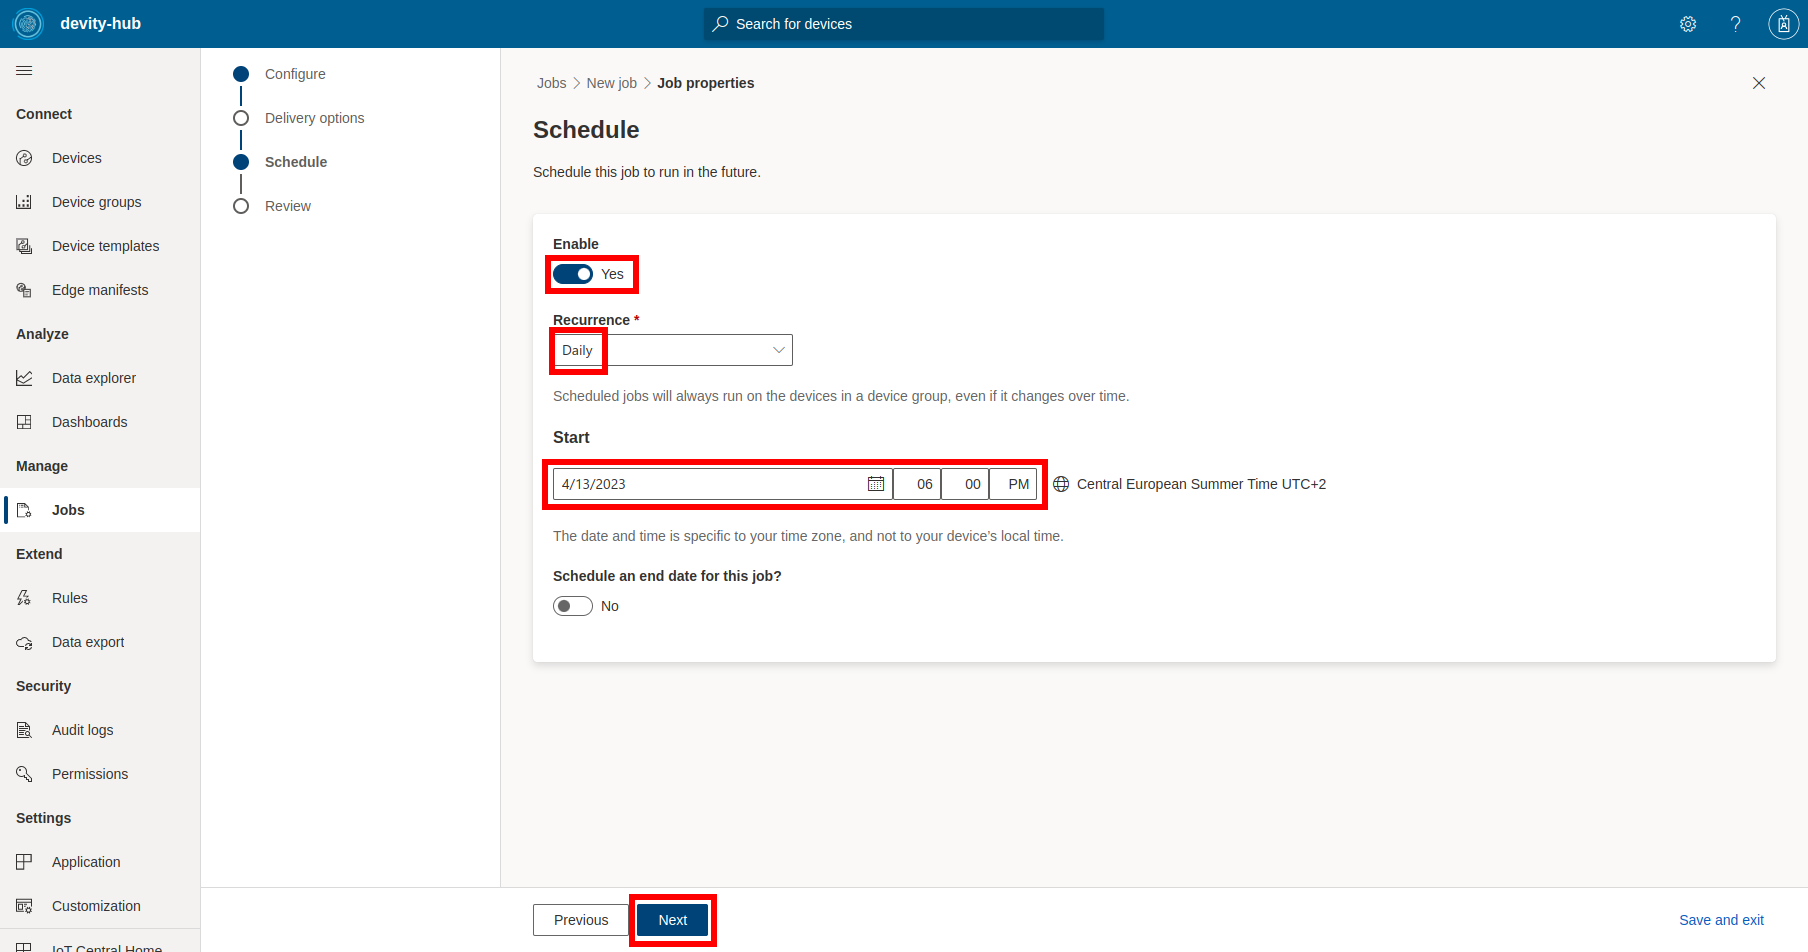 devity-hub
Search for devices
Connect
Devices
Device groups
Device templates
Edge manifests
Analyze
Data explorer
Dashboards
Manage
Jobs
Extend
Rules
Data export
Security
Audit logs
Permissions
Settings
Application
Customization
IoT Central Home
Configure
Delivery options
Schedule
Review
Jobs > New job > Job properties
Schedule
Schedule this job to run in the future.
Enable
Yes
Recurrence *
Daily
Scheduled jobs will always run on the devices in a device group, even if it changes over time.
Start
4/13/2023 06 00 PM Central European Summer Time UTC+2
The date and time is specific to your time zone, and not to your device's local time.
Schedule an end date for this job?
No
Previous Next Save and exit